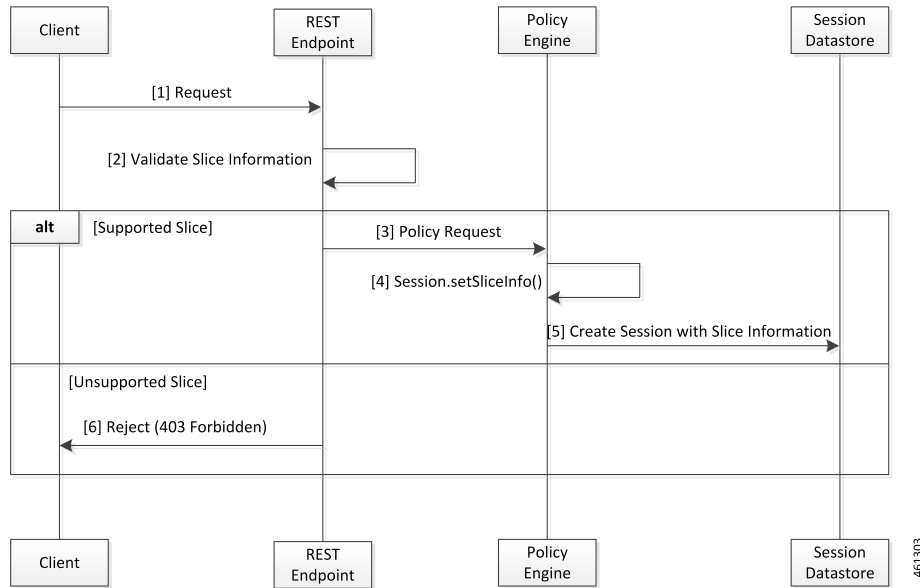 Client
REST
Endpoint
Policy
Engine
Session
Datastore
[1] Request
[2] Validate Slice Information
alt
[Supported Slice]
[3] Policy Request
[4] Session.setSliceInfo()
[5] Create Session with Slice Information
[Unsupported Slice]
[6] Reject (403 Forbidden)
Client
REST
Endpoint
Policy
Engine
Session
Datastore
461303